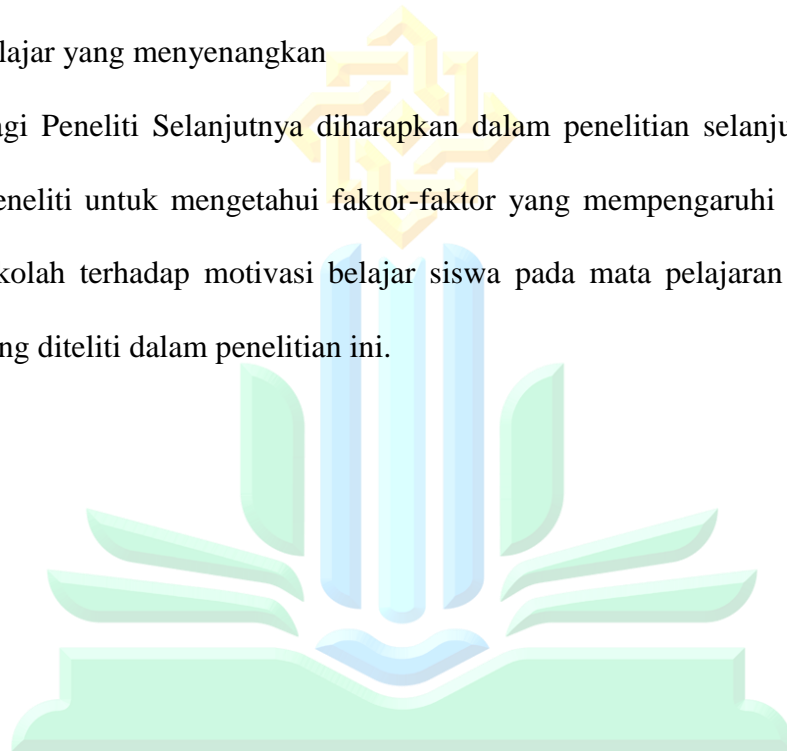 lajar yang menyenangkan
agi Peneliti Selanjutnya diharapkan dalam penelitian selanju
eneliti untuk mengetahui faktor-faktor yang mempengaruhi
kolah terhadap motivasi belajar siswa pada mata pelajaran
ng diteliti dalam penelitian ini.